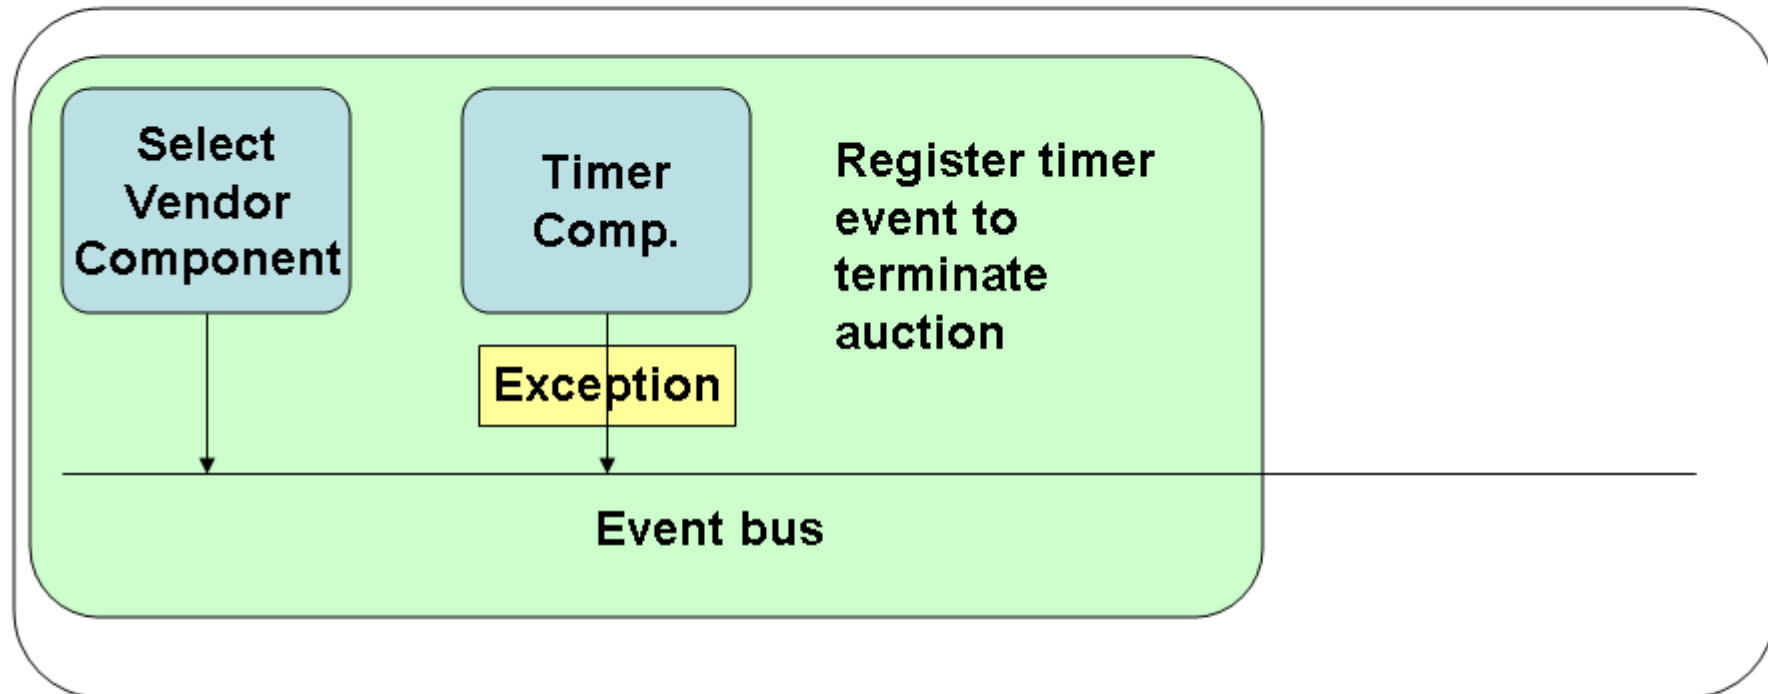 Select
Vendor
Component
Timer
Comp.
Register timer
event to
terminate
auction
Exception
Event bus